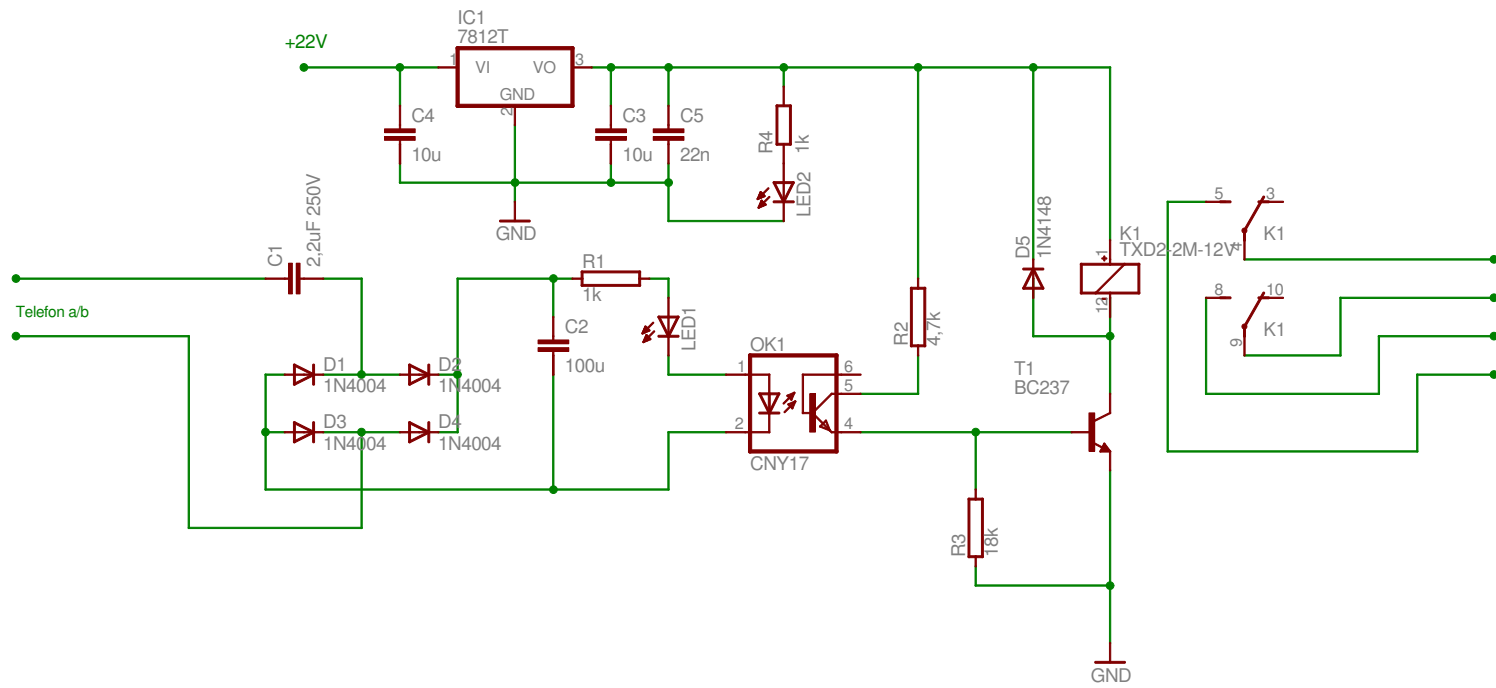 +22V
IC1
7812T
1
VI
VO
3
GND
2
C4
10u
C3
10u
C5
22n
R4
1k
LED2
GND
C1
2,2uF 250V
Telefon a/b
R1
1k
LED1
C2
100u
D1
1N4004
D2
1N4004
D3
1N4004
D4
1N4004
OK1
1
2
6
5
4
CNY17
R2
4,7k
R3
18k
D5
1N4148
K1
TXD2-2M-12V
1
12
T1
BC237
GND
5
3
4
K1
8
10
9
K1